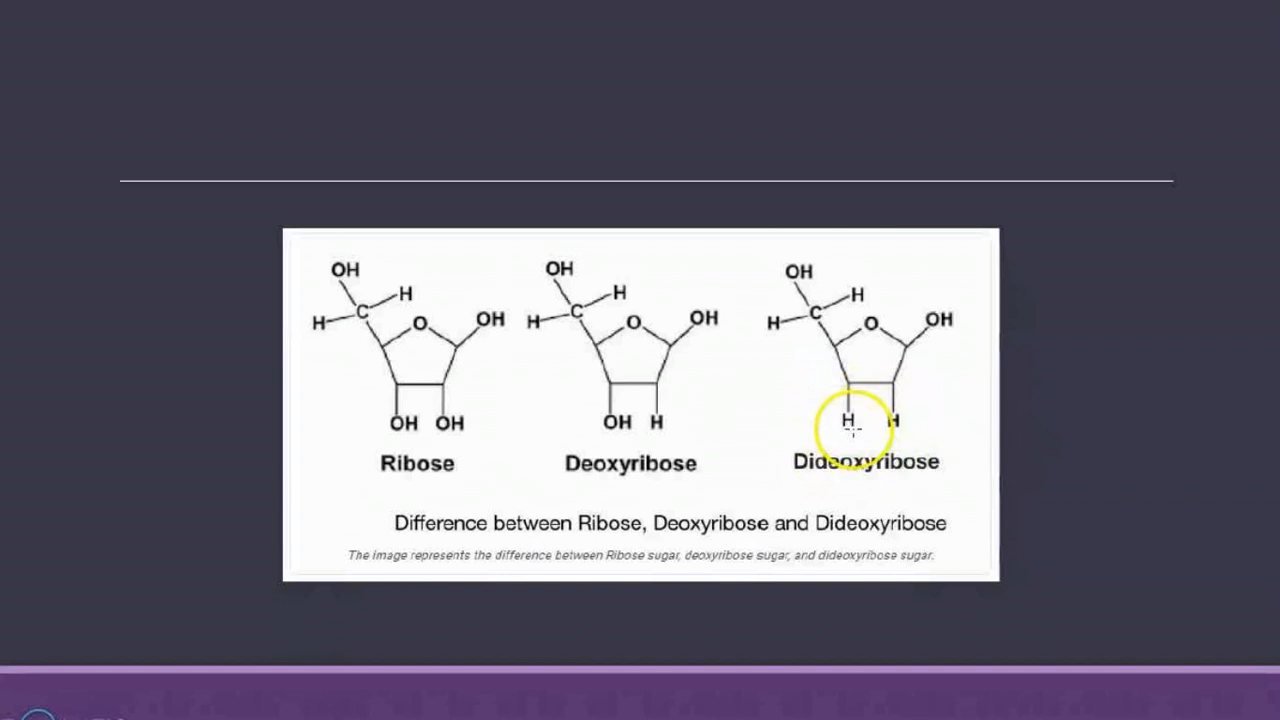 OH OH OH
H H H
H C H C H C
O OH O OH O OH
OH OH OH H H H
Ribose Deoxyribose Dideoxyribose
Difference between Ribose, Deoxyribose and Dideoxyribose
The image represents the difference between Ribose sugar, deoxyribose sugar, and dideoxyribose sugar.